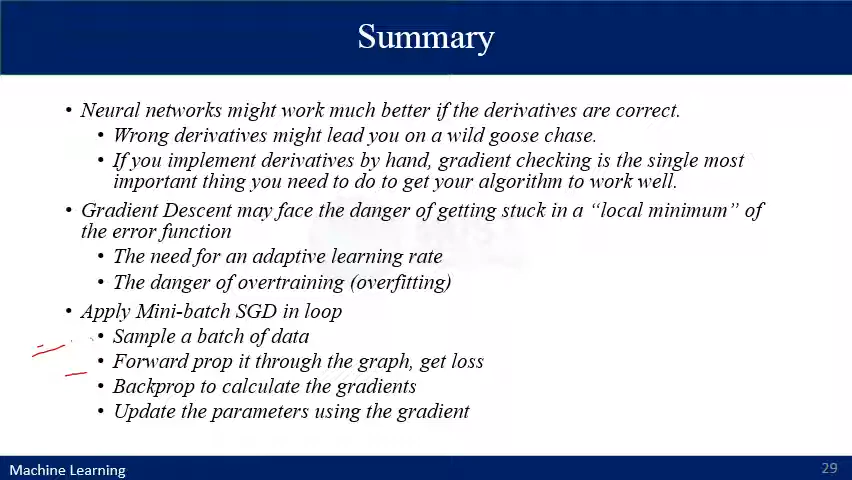 Summary
• Neural networks might work much better if the derivatives are correct.
• Wrong derivatives might lead you on a wild goose chase.
• If you implement derivatives by hand, gradient checking is the single most
important thing you need to do to get your algorithm to work well.
• Gradient Descent may face the danger of getting stuck in a “local minimum” of
the error function
• The need for an adaptive learning rate
• The danger of overtraining (overfitting)
• Apply Mini-batch SGD in loop
• Sample a batch of data
• Forward prop it through the graph, get loss
• Backprop to calculate the gradients
• Update the parameters using the gradient
Machine Learning
29